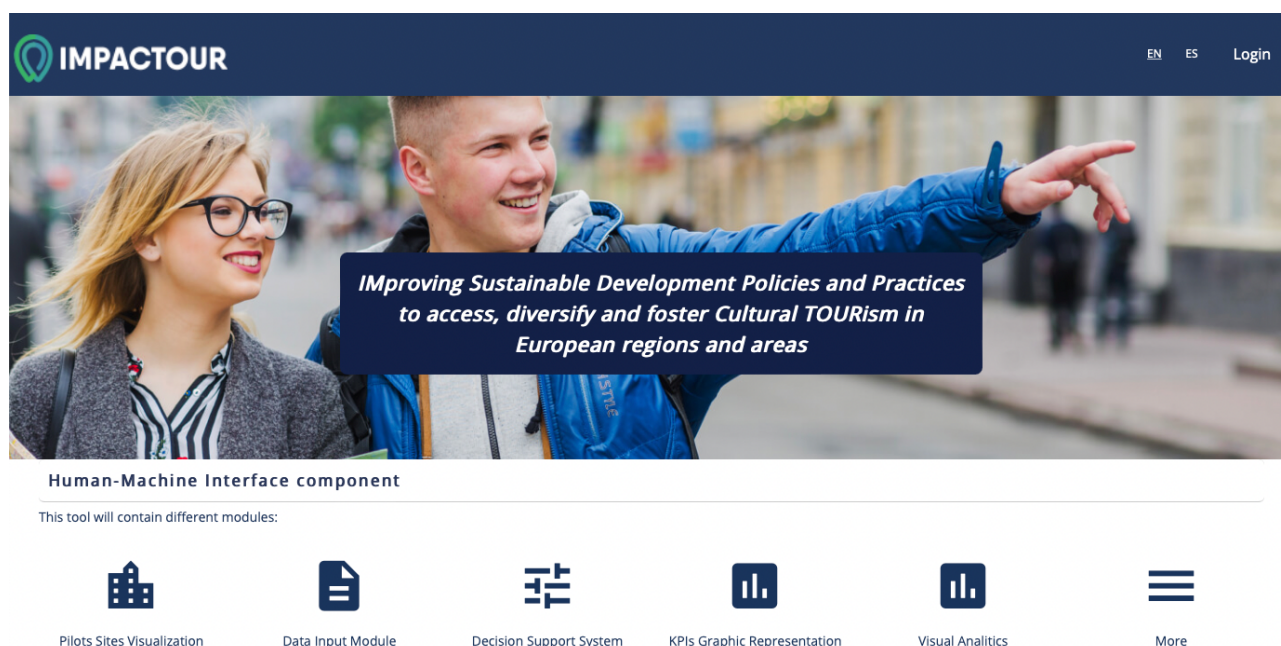 IMPACTOUR
EN ES Login
IMproving Sustainable Development Policies and Practices
to access, diversify and foster Cultural TOURism in
European regions and areas
Human-Machine Interface component
This tool will contain different modules:
Pilots Sites Visualization Data Input Module Decision Support System KPIs Graphic Representation Visual Analitics More